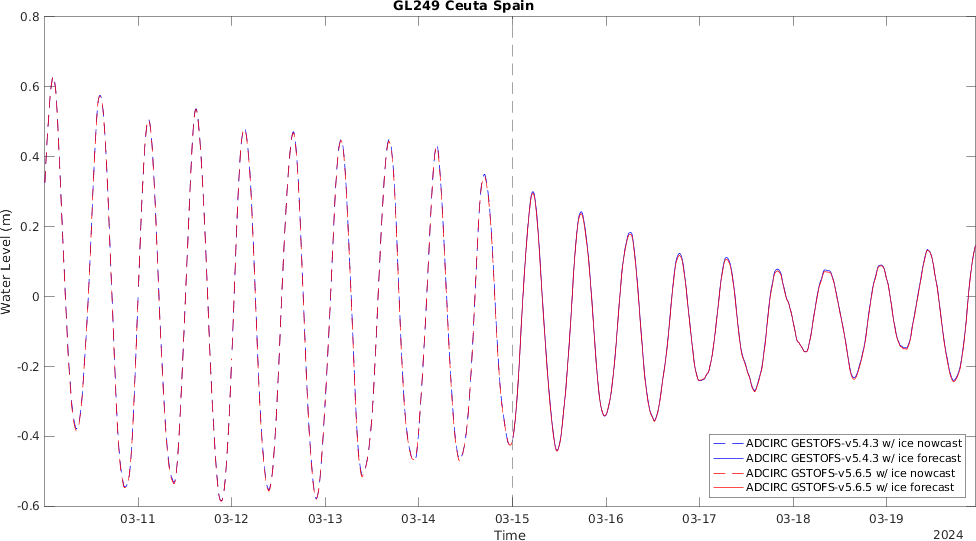 GL249 Ceuta Spain
0.8
0.6
0.4
0.2
0
-0.2
-0.4
-0.6
Water Level (m)
03-11 03-12 03-13 03-14 03-15 03-16 03-17 03-18 03-19
Time
2024
ADCIRC GESTOFS-v5.4.3 w/ ice nowcast
ADCIRC GESTOFS-v5.4.3 w/ ice forecast
ADCIRC GSTOFS-v5.6.5 w/ ice nowcast
ADCIRC GSTOFS-v5.6.5 w/ ice forecast